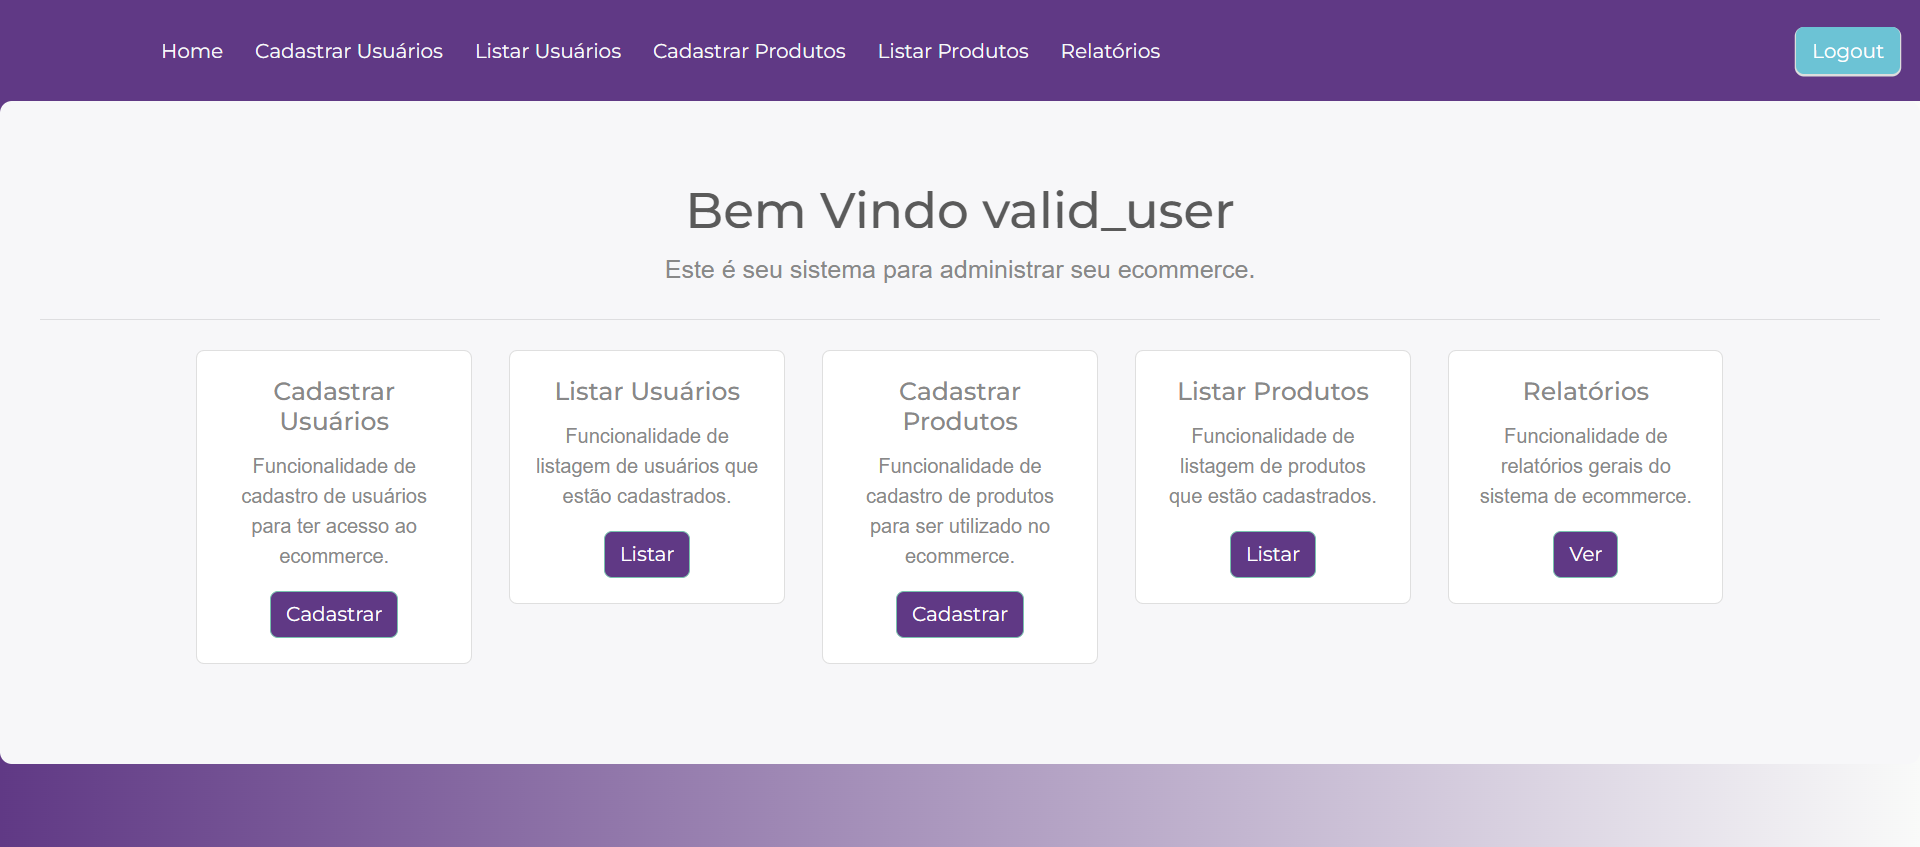 Home Cadastrar Usuários Listar Usuários Cadastrar Produtos Listar Produtos Relatórios Logout
Bem Vindo valid_user
Este é seu sistema para administrar seu ecommerce.
Cadastrar
Usuários
Funcionalidade de
cadastro de usuários
para ter acesso ao
ecommerce.
Cadastrar
Listar Usuários
Funcionalidade de
listagem de usuários que
estão cadastrados.
Listar
Cadastrar
Produtos
Funcionalidade de
cadastro de produtos
para ser utilizado no
ecommerce.
Cadastrar
Listar Produtos
Funcionalidade de
listagem de produtos
que estão cadastrados.
Listar
Relatórios
Funcionalidade de
relatórios gerais do
sistema de ecommerce.
Ver